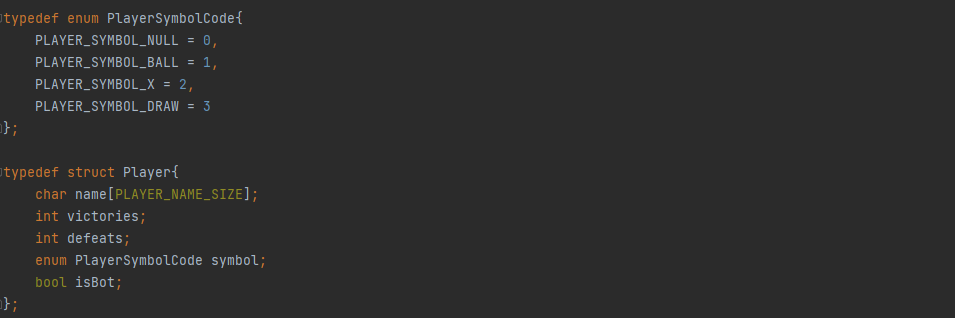 typedef enum PlayerSymbolCode{
    PLAYER_SYMBOL_NULL = 0,
    PLAYER_SYMBOL_BALL = 1,
    PLAYER_SYMBOL_X = 2,
    PLAYER_SYMBOL_DRAW = 3
};

typedef struct Player{
    char name[PLAYER_NAME_SIZE];
    int victories;
    int defeats;
    enum PlayerSymbolCode symbol;
    bool isBot;
};